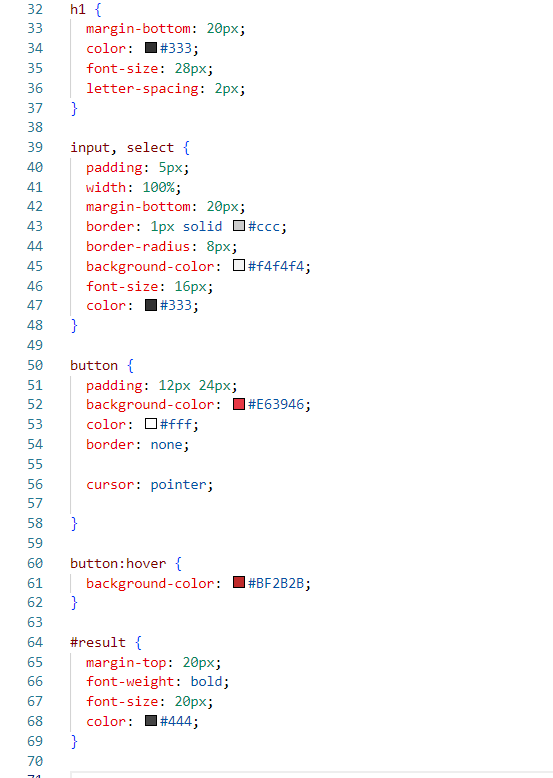 32 h1 {
33 margin-bottom: 20px;
34 color: #333;
35 font-size: 28px;
36 letter-spacing: 2px;
37 }
38
39 input, select {
40 padding: 5px;
41 width: 100%;
42 margin-bottom: 20px;
43 border: 1px solid #ccc;
44 border-radius: 8px;
45 background-color: #f4f4f4;
46 font-size: 16px;
47 color: #333;
48 }
49
50 button {
51 padding: 12px 24px;
52 background-color: #E63946;
53 color: #fff;
54 border: none;
55
56 cursor: pointer;
57
58 }
59
60 button:hover {
61 background-color: #BF2B2B;
62 }
63
64 #result {
65 margin-top: 20px;
66 font-weight: bold;
67 font-size: 20px;
68 color: #444;
69 }
70
71